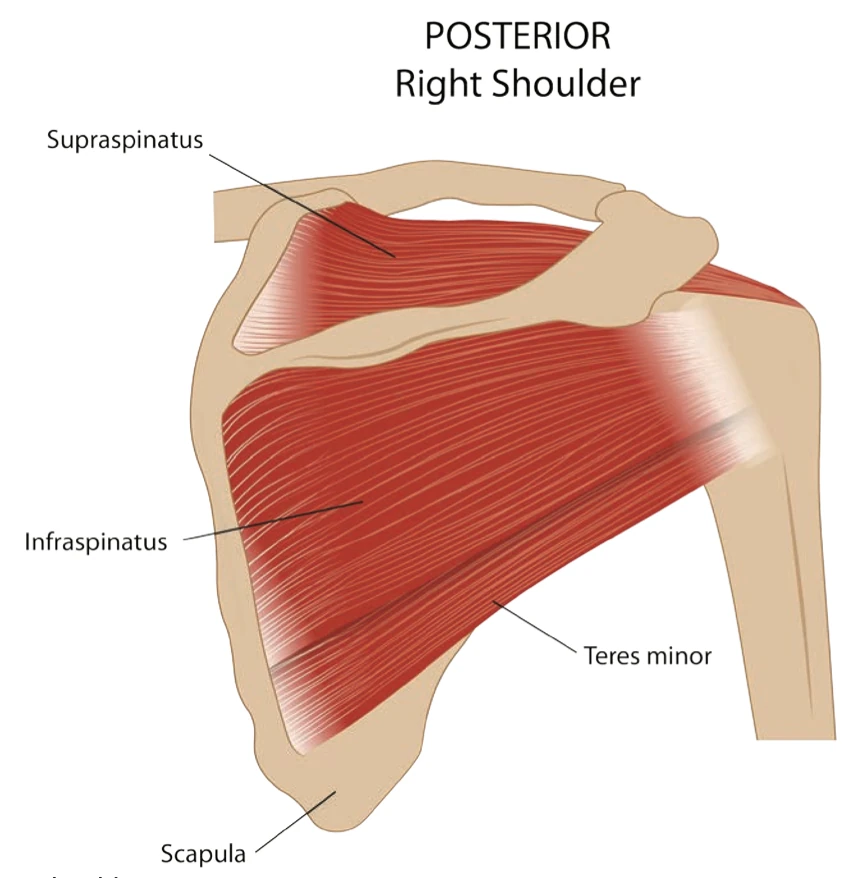 POSTERIOR
Right Shoulder
Supraspinatus
Infraspinatus
Teres minor
Scapula